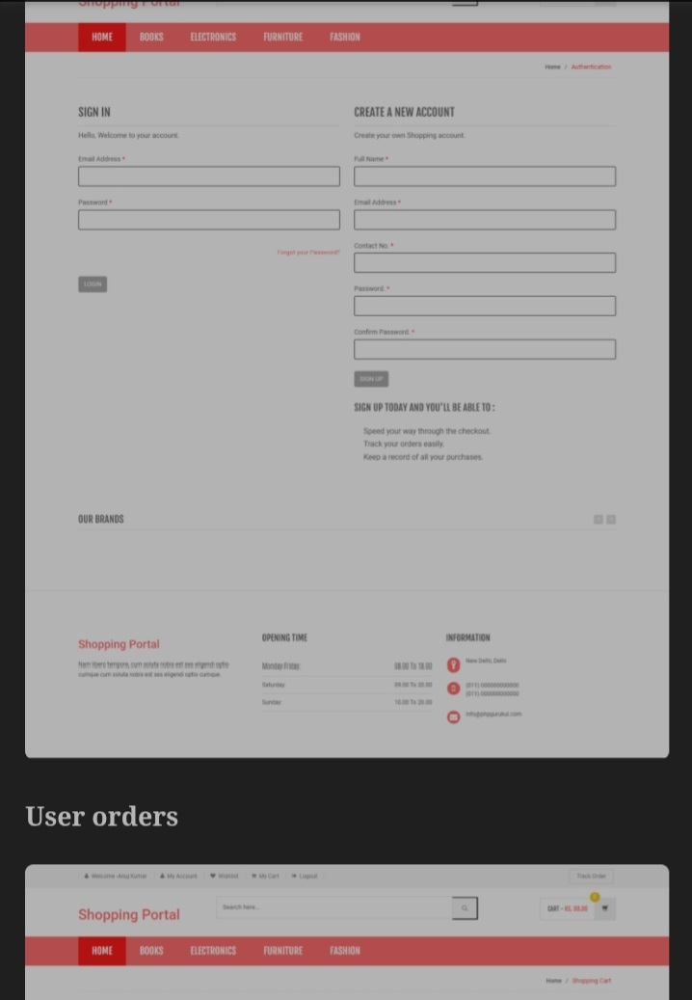 Shopping Portal
HOME BOOKS ELECTRONICS FURNITURE FASHION
Home / Authentication
SIGN IN
Hello, Welcome to your account.
Email Address *
Password *
Forgot your Password?
LOGIN
CREATE A NEW ACCOUNT
Create your own Shopping account.
Full Name *
Email Address *
Contact No. *
Password. *
Confirm Password. *
SIGN UP
SIGN UP TODAY AND YOU'LL BE ABLE TO :
Speed your way through the checkout.
Track your orders easily.
Keep a record of all your purchases.
OUR BRANDS
Shopping Portal
Nam libero tempore, cum soluta nobis est ses eligendi optio
cumque cum soluta nobis est ses eligendi optio cumque.
OPENING TIME
Monday-Friday: 08.00 To 18.00
Saturday: 09.00 To 20.00
Sunday: 10.00 To 20.00
INFORMATION
New Delhi, Delhi
(011) 000000000000
(011) 000000000000
info@phpgurukul.com
User orders
Welcome -Anuj Kumar My Account Wishlist My Cart Logout Track Order
Shopping Portal
Search here...
CART - RS. 00.00
0
HOME BOOKS ELECTRONICS FURNITURE FASHION
Home / Shopping Cart